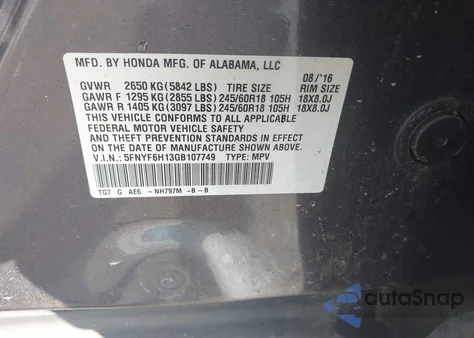 MFD. BY HONDA MFG. OF ALABAMA, LLC 08/'16
GVWR 2650 KG(5842 LBS) TIRE SIZE RIM SIZE
GAWR F 1295 KG(2855 LBS) 245/60R18 105H 18X8.0J
GAWR R 1405 KG(3097 LBS) 245/60R18 105H 18X8.0J
THIS VEHICLE CONFORMS TO ALL APPLICABLE
FEDERAL MOTOR VEHICLE SAFETY, BUMPER,
AND THEFT PREVENTION STANDARDS IN EFFECT
ON THE DATE OF MANUFACTURE SHOWN ABOVE.
V.I.N.: 5FNYF6H13GB107749 TYPE: MPV
TG7 G AE6 -NH797M -B -B
autoSnap